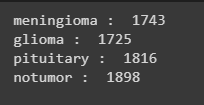 meningioma :  1743
glioma :  1725
pituitary :  1816
notumor :  1898